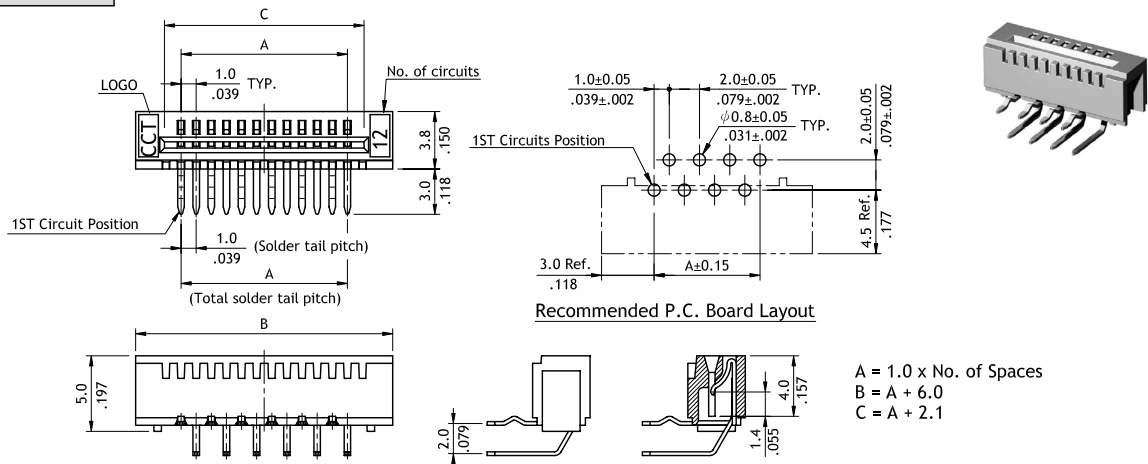 C
A
1.0
.039
TYP.
LOGO
No. of circuits
CCT
12
3.8
.150
3.0
.118
1ST Circuit Position
1.0
.039
(Solder tail pitch)
A
(Total solder tail pitch)
1.0±0.05
.039±.002
2.0±0.05
.079±.002
TYP.
ϕ0.8±0.05
.031±.002
TYP.
1ST Circuits Position
2.0±0.05
.079±.002
4.5 Ref.
.177
3.0 Ref.
.118
A±0.15
Recommended P.C. Board Layout
B
5.0
.197
2.0
.079
4.0
.157
1.4
.055
A = 1.0 x No. of Spaces
B = A + 6.0
C = A + 2.1